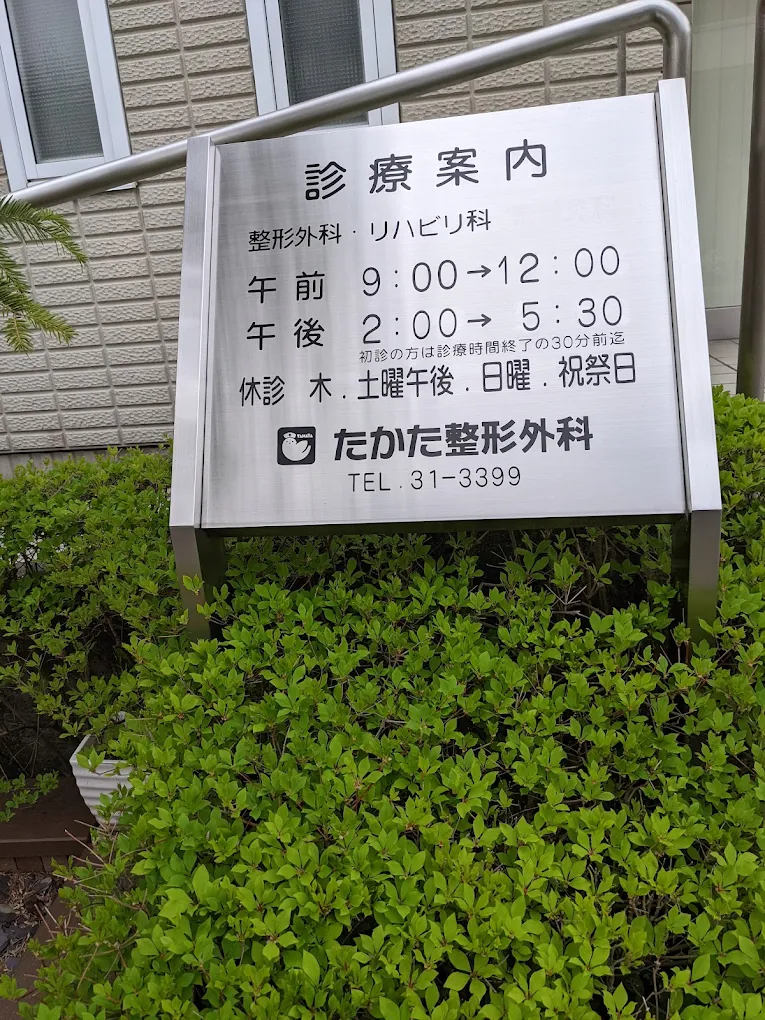 診療案内
整形外科・リハビリ科
午前 9:00→12:00
午後 2:00→ 5:30
初診の方は診療時間終了の30分前迄
休診 木.土曜午後.日曜.祝祭日
たかた整形外科
TEL.31-3399